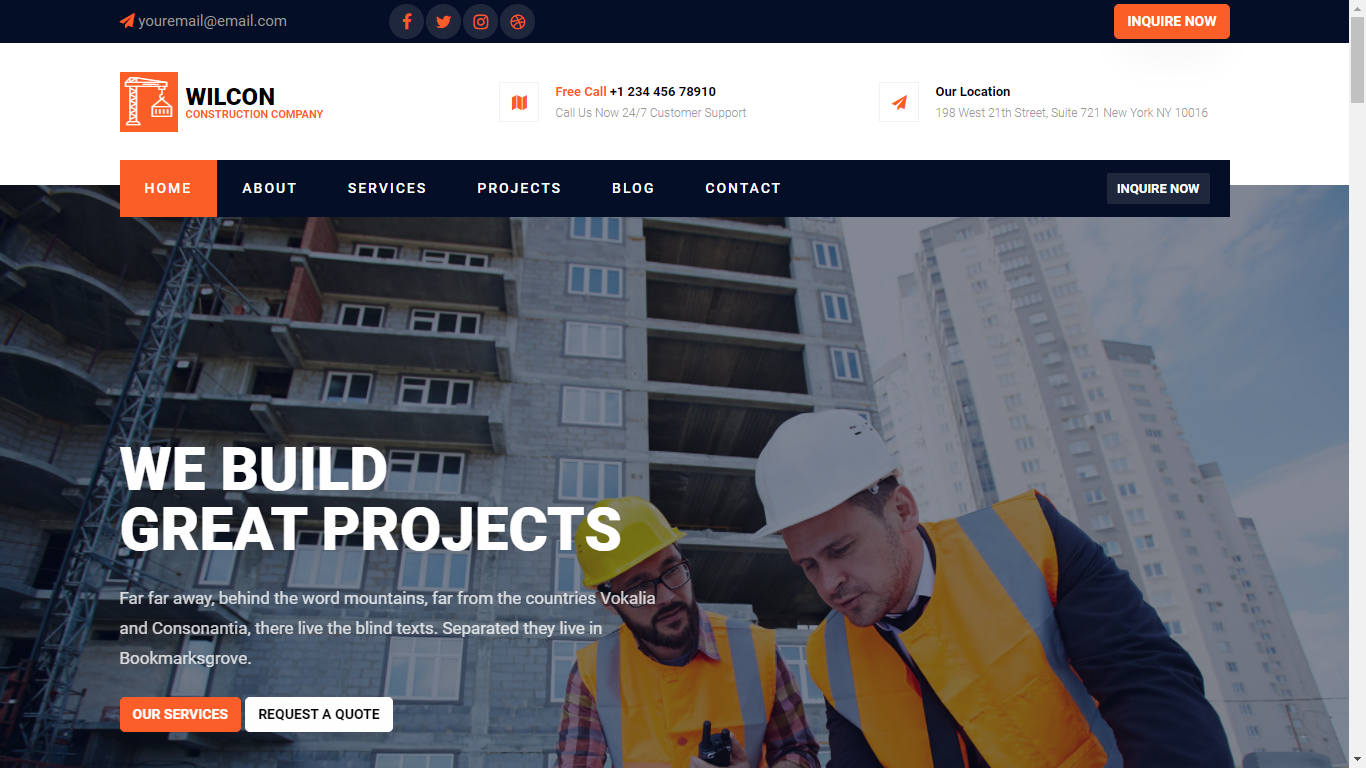 youremail@email.com
INQUIRE NOW
WILCON
CONSTRUCTION COMPANY
Free Call +1 234 456 78910
Call Us Now 24/7 Customer Support
Our Location
198 West 21th Street, Suite 721 New York NY 10016
HOME ABOUT SERVICES PROJECTS BLOG CONTACT INQUIRE NOW
WE BUILD
GREAT PROJECTS
Far far away, behind the word mountains, far from the countries Vokalia
and Consonantia, there live the blind texts. Separated they live in
Bookmarksgrove.
OUR SERVICES REQUEST A QUOTE